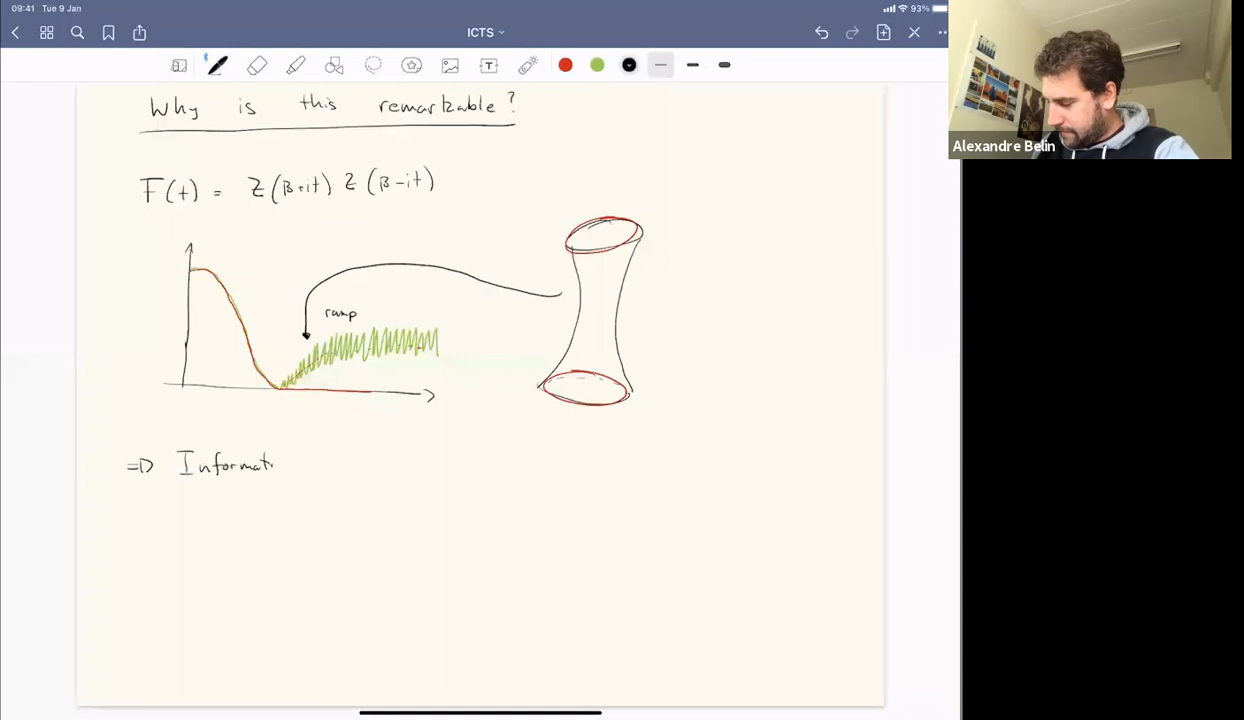 09:41 Tue 9 Jan
93%
ICTS
Alexandre Belin
Why is this remarkable?
F(t) = Z(β+it) Z(β-it)
ramp
=D Informat